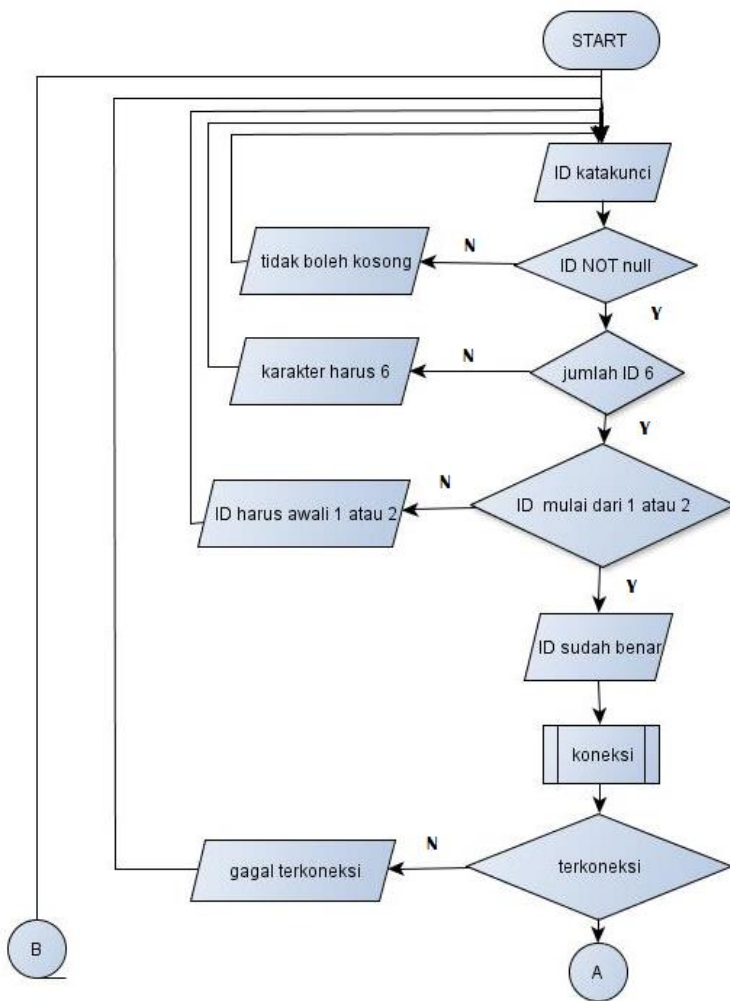 START
ID katakunci
ID NOT null
N
tidak boleh kosong
Y
jumlah ID 6
N
karakter harus 6
Y
ID mulai dari 1 atau 2
N
ID harus awali 1 atau 2
Y
ID sudah benar
koneksi
terkoneksi
N
gagal terkoneksi
B
A